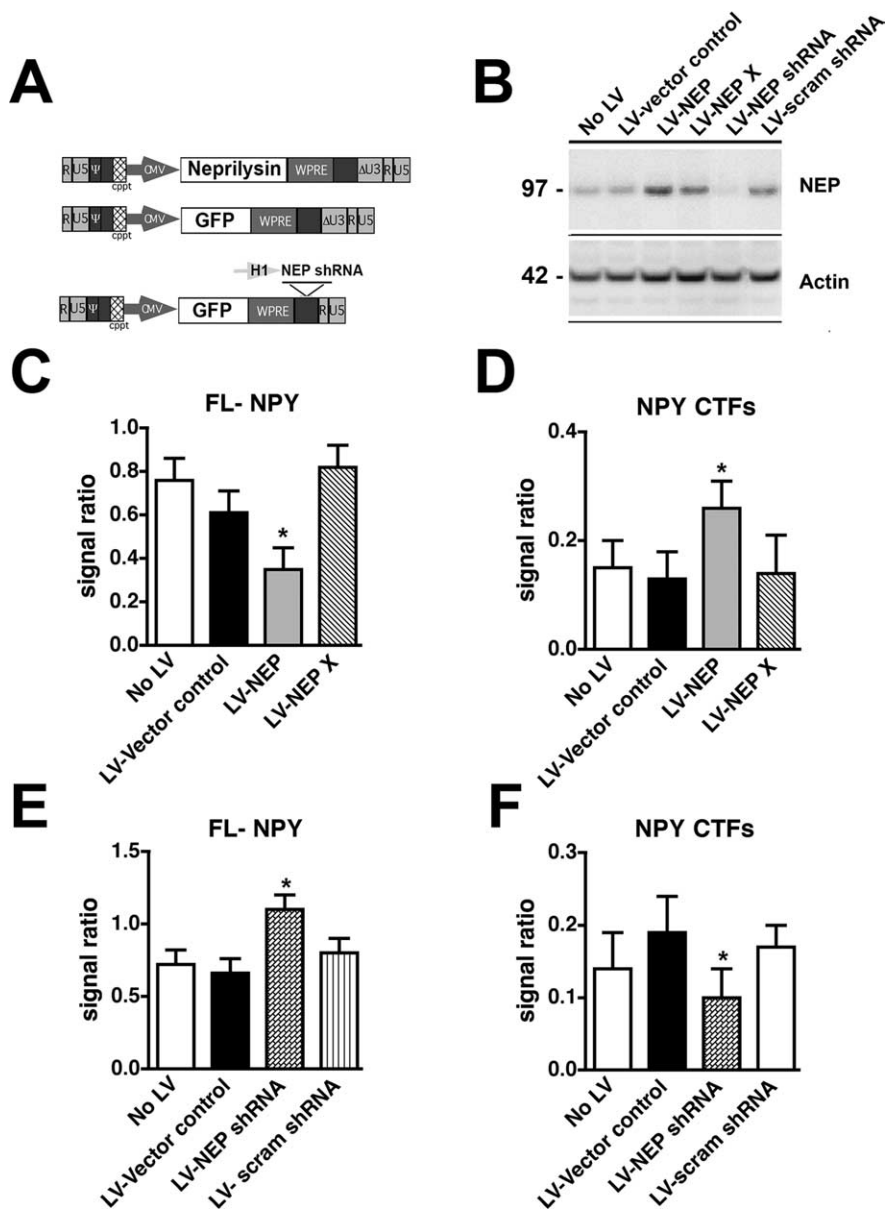 A
R U5 Ψ cppt CMV Neprilysin WPRE ΔU3 R U5
R U5 Ψ cppt CMV GFP WPRE ΔU3 R U5
H1 NEP shRNA
R U5 Ψ cppt CMV GFP WPRE R U5
B
No LV
LV-vector control
LV-NEP
LV-NEP X
LV-NEP shRNA
LV-scram shRNA
97 - NEP
42 - Actin
C
FL- NPY
signal ratio
1.0
0.8
0.6
0.4
0.2
0.0
No LV
LV-Vector control
LV-NEP
LV-NEP X
*
D
NPY CTFs
signal ratio
0.4
0.2
0.0
No LV
LV-Vector control
LV-NEP
LV-NEP X
*
E
FL- NPY
signal ratio
1.5
1.0
0.5
0.0
No LV
LV-Vector control
LV-NEP shRNA
LV- scram shRNA
*
F
NPY CTFs
signal ratio
0.3
0.2
0.1
0.0
No LV
LV-Vector control
LV-NEP shRNA
LV-scram shRNA
*